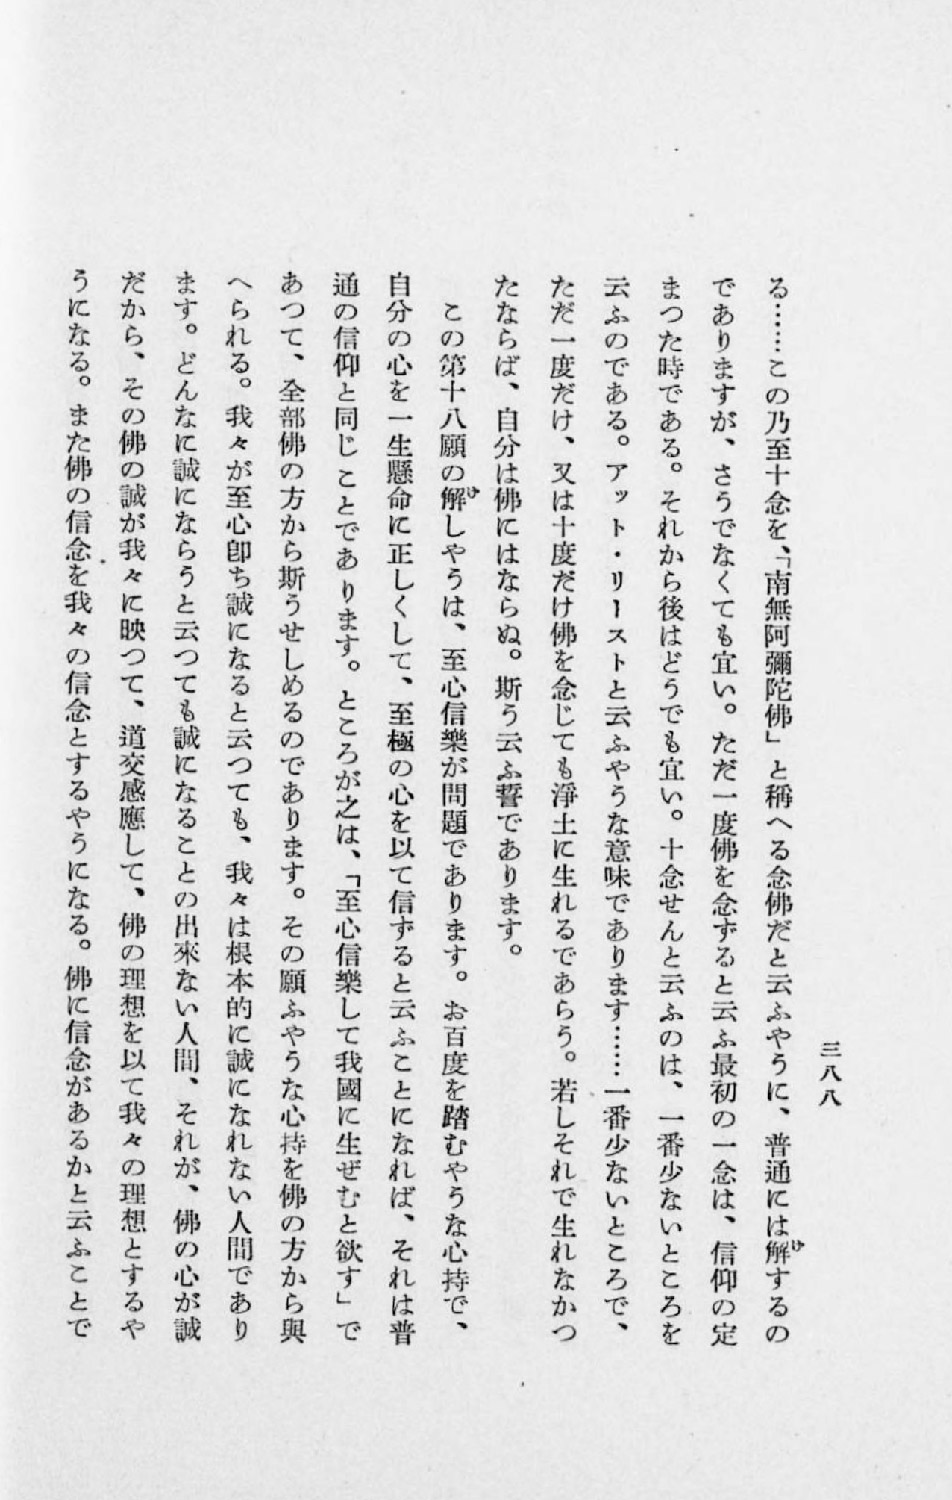 三八八
る……この乃至十念を、「南無阿彌陀佛」と稱へる念佛だと云ふやうに、普通には解するの
でありますが、さうでなくても宜い。ただ一度佛を念ずると云ふ最初の一念は、信仰の定
まつた時である。それから後はどうでも宜い。十念せんと云ふのは、一番少ないところを
云ふのである。アット・リーストと云ふやうな意味であります……一番少ないところで、
ただ一度だけ、又は十度だけ佛を念じても淨土に生れるであらう。若しそれで生れなかつ
たならば、自分は佛にはならぬ。斯う云ふ誓であります。
この第十八願の解しやうは、至心信樂が問題であります。お百度を踏むやうな心持で、
自分の心を一生懸命に正しくして、至極の心を以て信ずると云ふことになれば、それは普
通の信仰と同じことであります。ところが之は、「至心信樂して我國に生ぜむと欲す」で
あつて、全部佛の方から斯うせしめるのであります。その願ふやうな心持を佛の方から與
へられる。我々が至心卽ち誠になると云つても、我々は根本的に誠になれない人間であり
ます。どんなに誠にならうと云つても誠になることの出來ない人間、それが、佛の心が誠
だから、その佛の誠が我々に映つて、道交感應して、佛の理想を以て我々の理想とするや
うになる。また佛の信念を我々の信念とするやうになる。佛に信念があるかと云ふことで